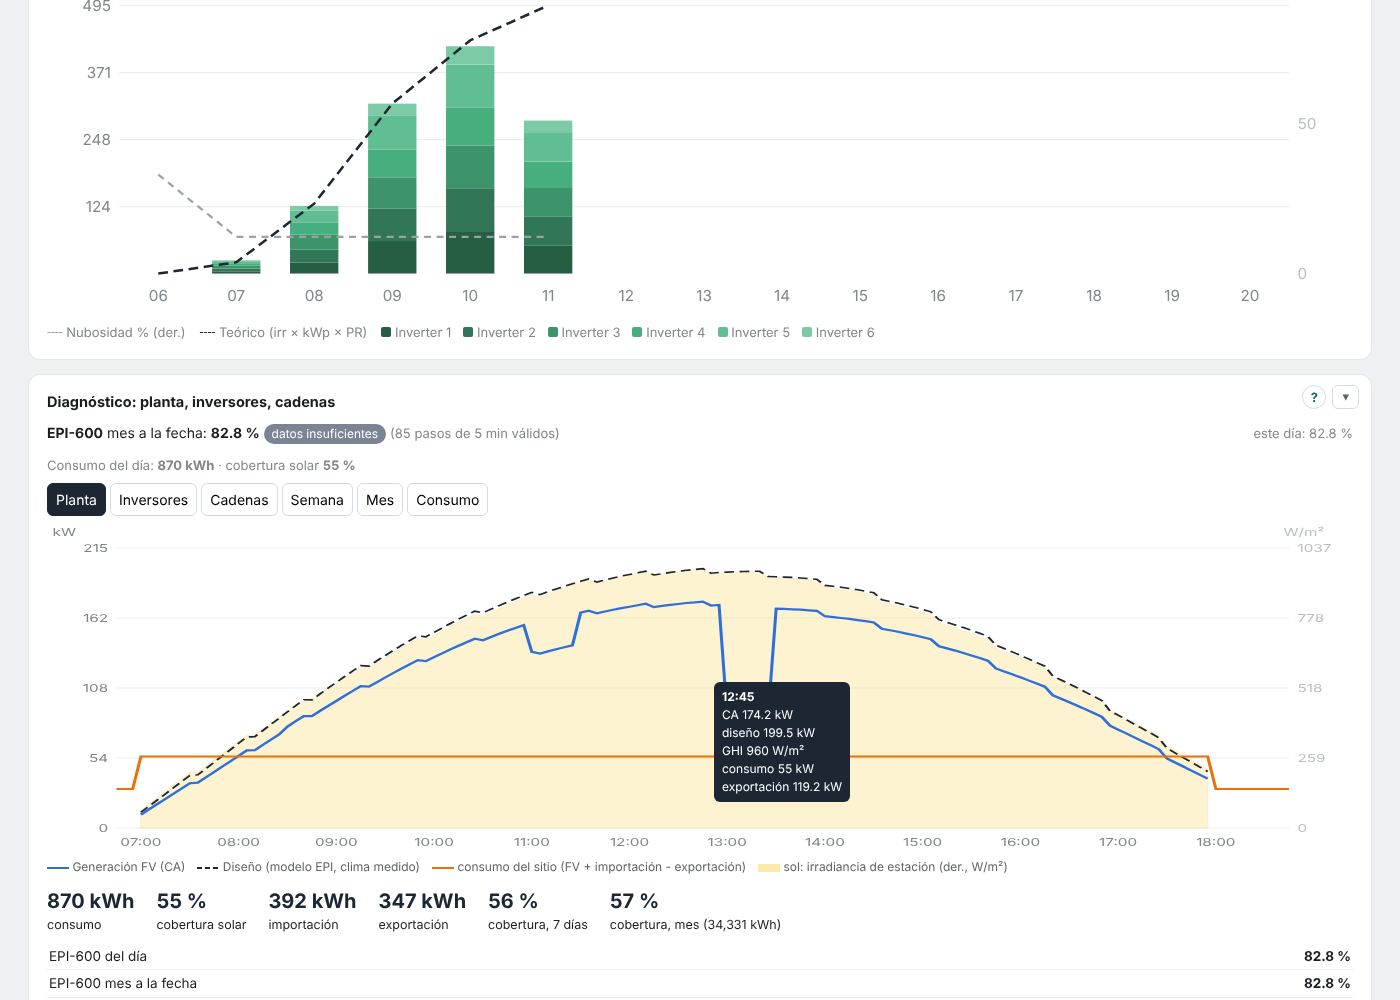 495
371
248
124
50
0
06 07 08 09 10 11 12 13 14 15 16 17 18 19 20
Nubosidad % (der.) Teórico (irr × kWp × PR) Inverter 1 Inverter 2 Inverter 3 Inverter 4 Inverter 5 Inverter 6
Diagnóstico: planta, inversores, cadenas ? ▼
EPI-600 mes a la fecha: 82.8 % datos insuficientes (85 pasos de 5 min válidos) este día: 82.8 %
Consumo del día: 870 kWh · cobertura solar 55 %
Planta Inversores Cadenas Semana Mes Consumo
kW W/m²
215 1037
162 778
108 518
54 259
0 0
12:45
CA 174.2 kW
diseño 199.5 kW
GHI 960 W/m²
consumo 55 kW
exportación 119.2 kW
07:00 08:00 09:00 10:00 11:00 12:00 13:00 14:00 15:00 16:00 17:00 18:00
Generación FV (CA) Diseño (modelo EPI, clima medido) consumo del sitio (FV + importación - exportación) sol: irradiancia de estación (der., W/m²)
870 kWh 55 % 392 kWh 347 kWh 56 % 57 %
consumo cobertura solar importación exportación cobertura, 7 días cobertura, mes (34,331 kWh)
EPI-600 del día 82.8 %
EPI-600 mes a la fecha 82.8 %